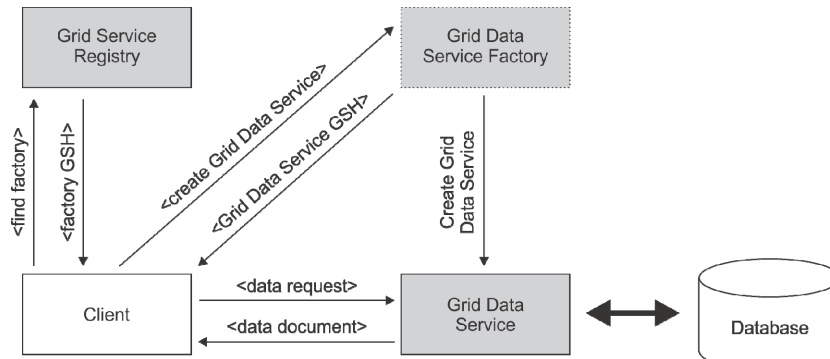 Grid Service
Registry
Grid Data
Service Factory
<find factory>
<factory GSH>
<create Grid Data Service>
<Grid Data Service GSH>
Create Grid
Data Service
Client
<data request>
<data document>
Grid Data
Service
Database